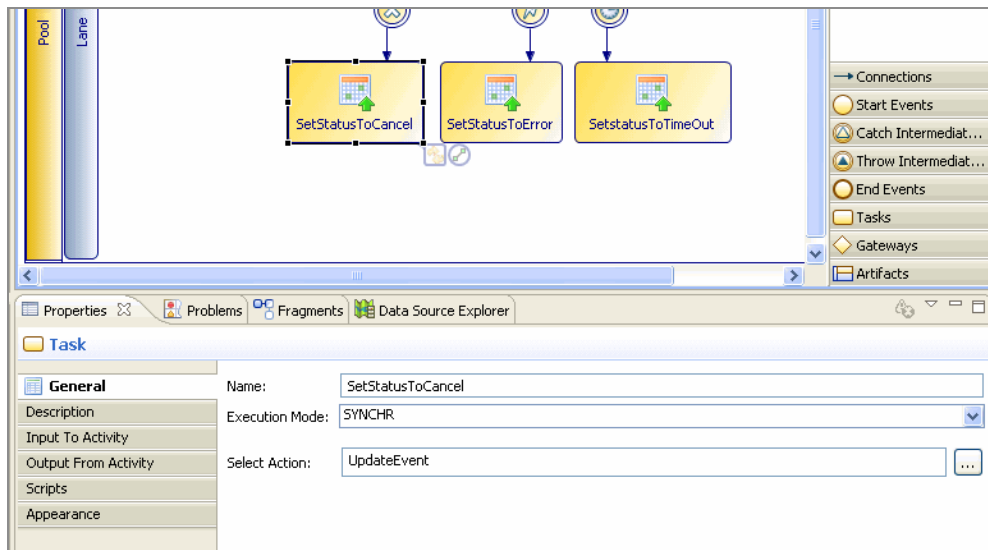 Pool
Lane
SetStatusToCancel
SetStatusToError
SetstatusToTimeOut
Connections
Start Events
Catch Intermediat...
Throw Intermediat...
End Events
Tasks
Gateways
Artifacts
Properties
Problems
Fragments
Data Source Explorer
Task
General
Description
Input To Activity
Output From Activity
Scripts
Appearance
Name: SetStatusToCancel
Execution Mode: SYNCHR
Select Action: UpdateEvent ...